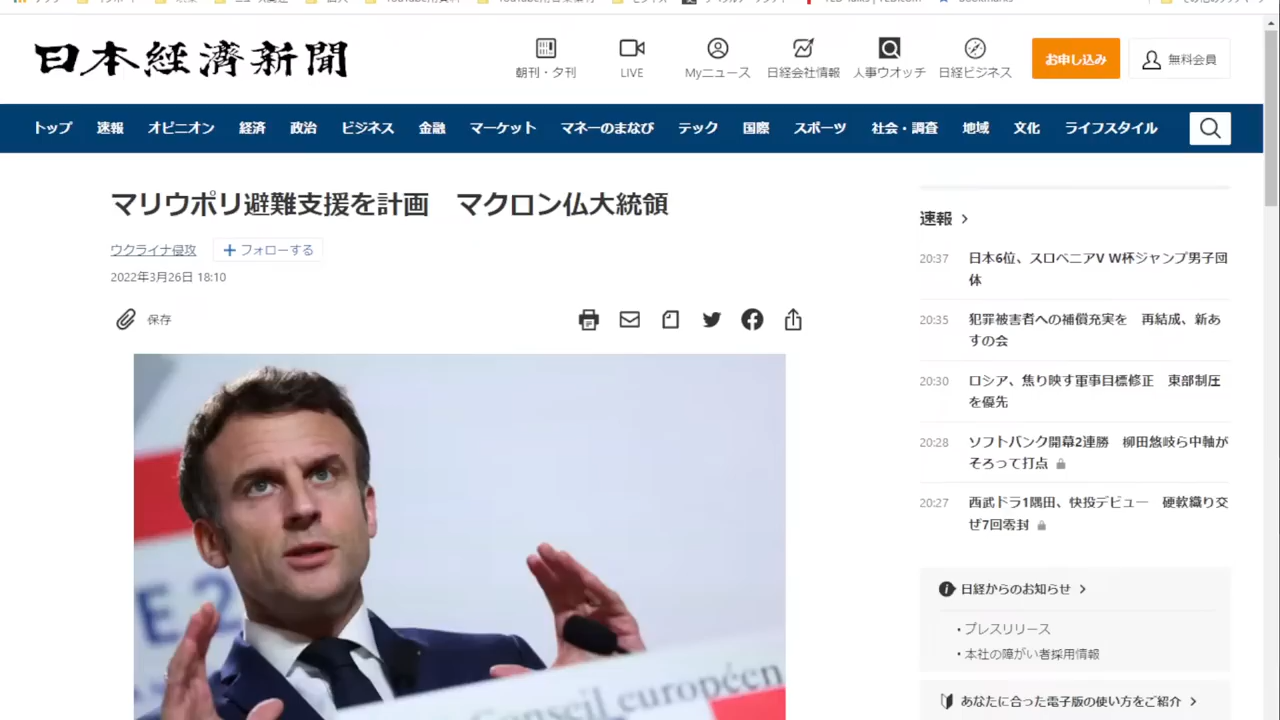 日本経済新聞
朝刊・夕刊
LIVE
Myニュース
日経会社情報
人事ウオッチ
日経ビジネス
お申し込み
無料会員
トップ
速報
オピニオン
経済
政治
ビジネス
金融
マーケット
マネーのまなび
テック
国際
スポーツ
社会・調査
地域
文化
ライフスタイル
マリウポリ避難支援を計画　マクロン仏大統領
ウクライナ侵攻
+ フォローする
2022年3月26日 18:10
保存
E 2
Conseil européen
速報
20:37 日本6位、スロベニアV W杯ジャンプ男子団
体
20:35 犯罪被害者への補償充実を　再結成、新あ
すの会
20:30 ロシア、焦り映す軍事目標修正　東部制圧
を優先
20:28 ソフトバンク開幕2連勝　柳田悠岐ら中軸が
そろって打点
20:27 西武ドラ1隅田、快投デビュー　硬軟織り交
ぜ7回零封
日経からのお知らせ
・プレスリリース
・本社の障がい者採用情報
あなたに合った電子版の使い方をご紹介